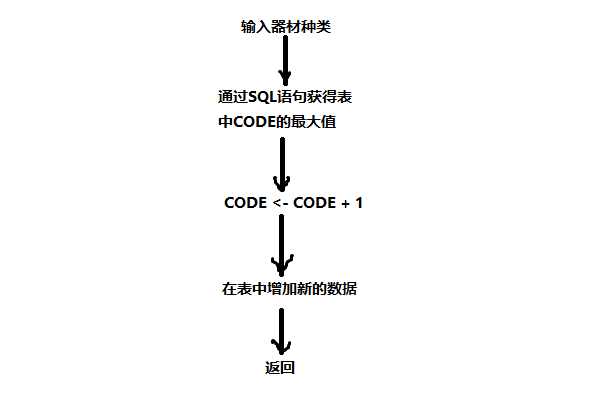 输入器材种类
通过SQL语句获得表
中CODE的最大值
CODE <- CODE + 1
在表中增加新的数据
返回